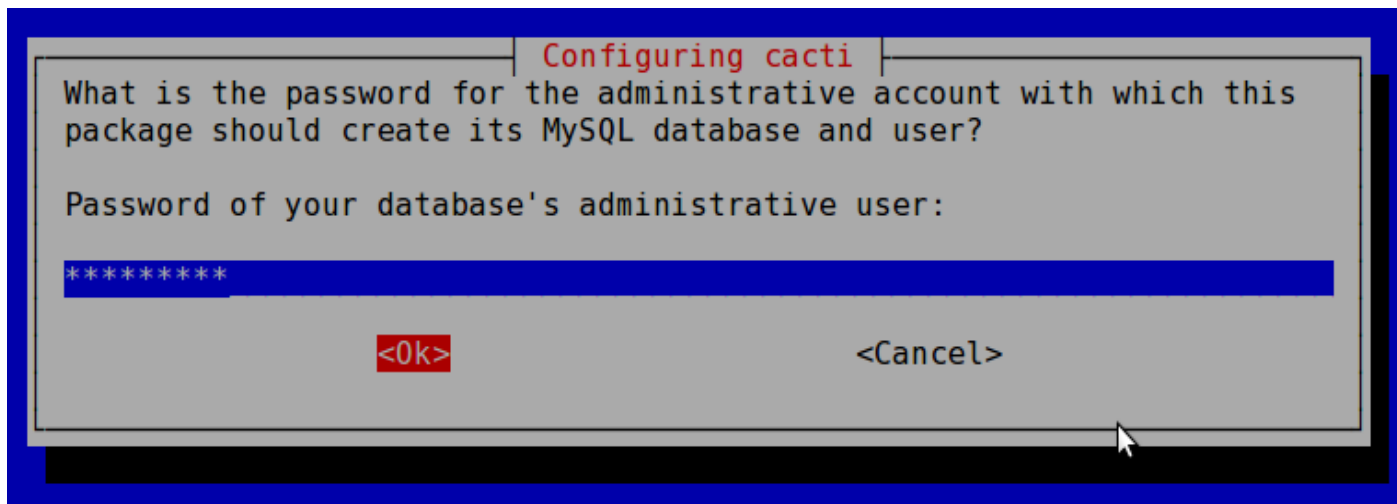 Configuring cacti
What is the password for the administrative account with which this
package should create its MySQL database and user?
Password of your database's administrative user:
*********
<Ok> <Cancel>